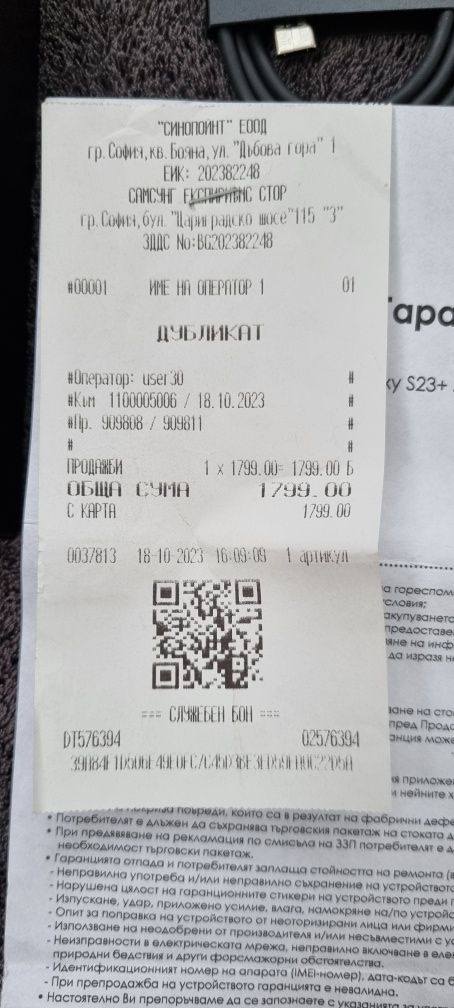 "СИНОПОИНТ" ЕООД
гр.София,кв.Бояна,ул."Дъбова гора" 1
ЕИК: 202382248
САМСУНГ СТОР
гр.София,бул."Цариградско шосе"115 "З"
ЗДДС No:BG202382248
#00001 ИМЕ НА ОПЕРАТОР 1 01
ДУБЛИКАТ
#Оператор: user30 #
#Към 1100005006 / 18.10.2023 #
#Пр. 909808 / 909811 #
# #
ПРОДАЖБИ 1 x 1799.00= 1799.00 Б
ОБЩА СУМА 1799.00
С КАРТА 1799.00
0037813 18-10-2023 16:09:09 1 артикул
=== СЛУЖЕБЕН БОН ===
DT576394 02576394
S23+
условия;
• Потребителят е длъжен да съхранява търговския пакетаж на стоката
• При предявяване на рекламация по смисъла на ЗЗП потребителят е
необходимост търговски пакетаж.
• Гаранцията отпада и потребителят заплаща стойността на ремонта
- Неправилна употреба и/или неправилно съхранение на устройството
- Нарушена цялост на гаранционните стикери на устройството преди
- Изпускане, удар, приложено усилие, влага, намокряне на/по
- Опит за поправка на устройството от неоторизирани лица или
- Използване на неодобрени от производителя и/или несъвместими с
- Неизправности в електрическата мрежа, неправилно включване в
природни бедствия и други форсмажорни обстоятелства.
- Идентификационният номер на апарата (IMEI-номер), дата-кодът са
- При препродажба на устройството гаранцията е невалидна.
• Настоятелно Ви препоръчваме да се запознаете с